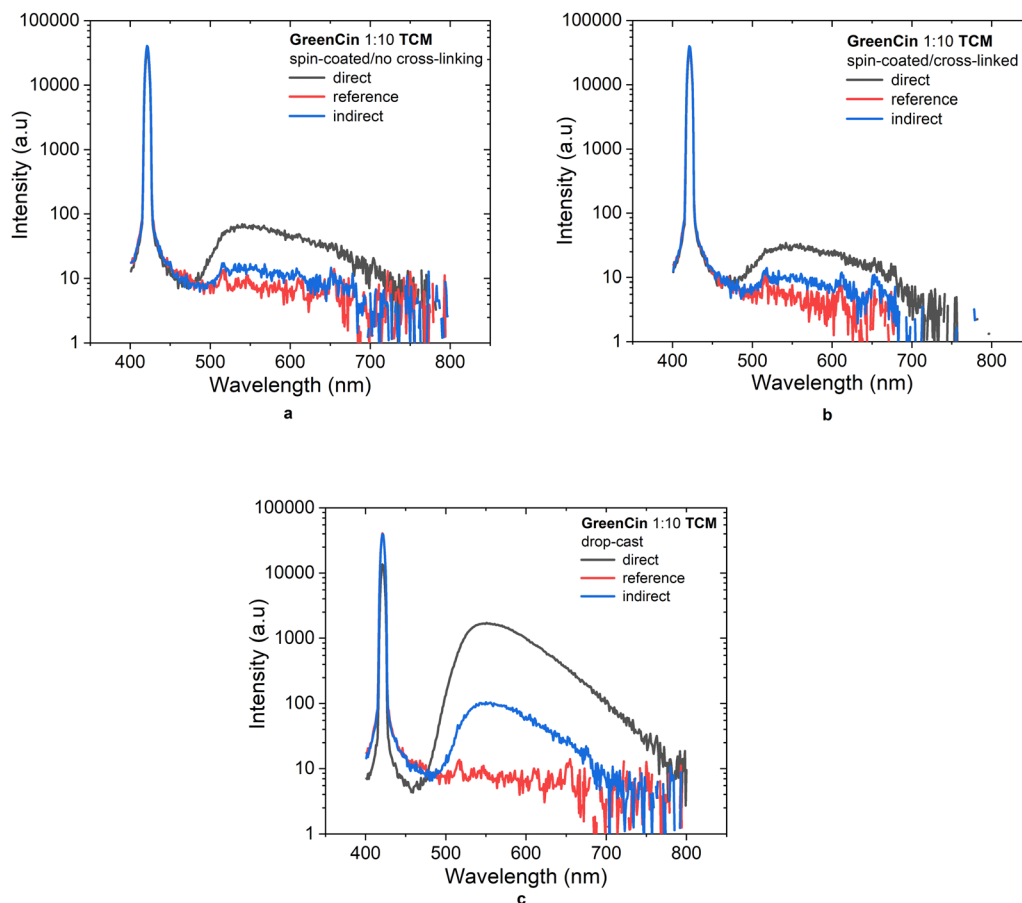 GreenCin 1:10 TCM
spin-coated/no cross-linking
direct
reference
indirect
Intensity (a.u)
100000
10000
1000
100
10
1
400 500 600 700 800
Wavelength (nm)
a
GreenCin 1:10 TCM
spin-coated/cross-linked
direct
reference
indirect
Intensity (a.u)
100000
10000
1000
100
10
1
400 500 600 700 800
Wavelength (nm)
b
GreenCin 1:10 TCM
drop-cast
direct
reference
indirect
Intensity (a.u)
100000
10000
1000
100
10
1
400 500 600 700 800
Wavelength (nm)
c